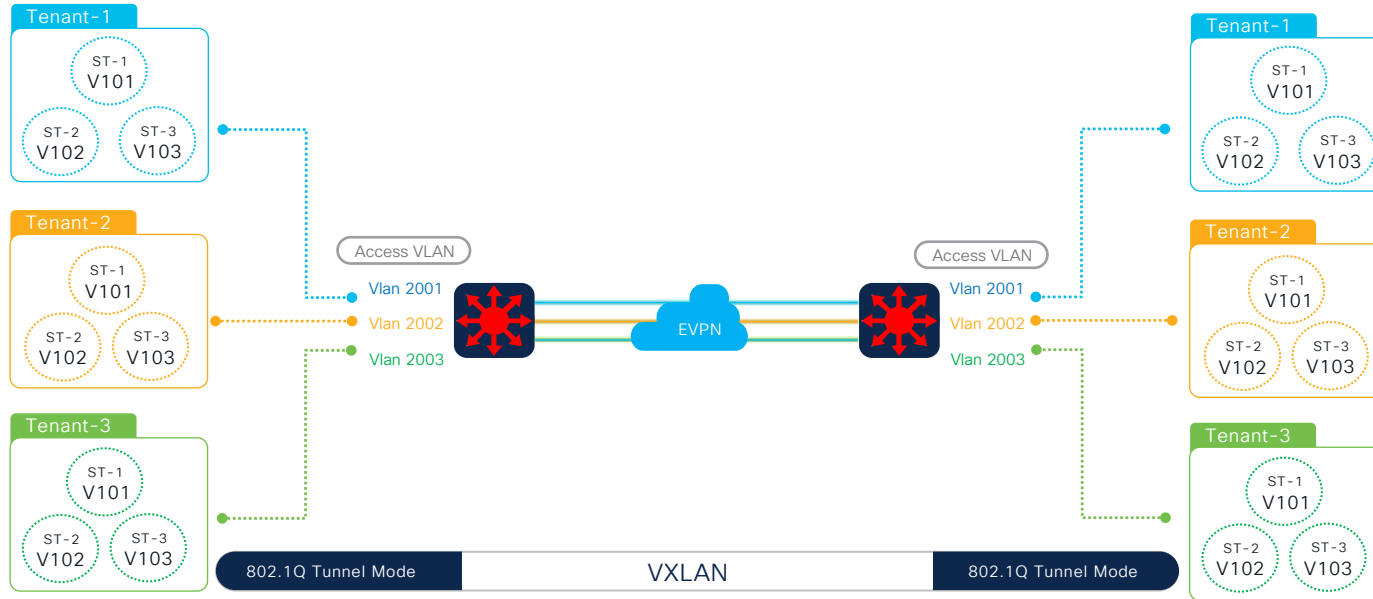 Tenant-1
ST-1
V101
ST-2
V102
ST-3
V103
Tenant-2
ST-1
V101
ST-2
V102
ST-3
V103
Tenant-3
ST-1
V101
ST-2
V102
ST-3
V103
Access VLAN
Vlan 2001
Vlan 2002
Vlan 2003
EVPN
Access VLAN
Vlan 2001
Vlan 2002
Vlan 2003
Tenant-1
ST-1
V101
ST-2
V102
ST-3
V103
Tenant-2
ST-1
V101
ST-2
V102
ST-3
V103
Tenant-3
ST-1
V101
ST-2
V102
ST-3
V103
802.1Q Tunnel Mode
VXLAN
802.1Q Tunnel Mode